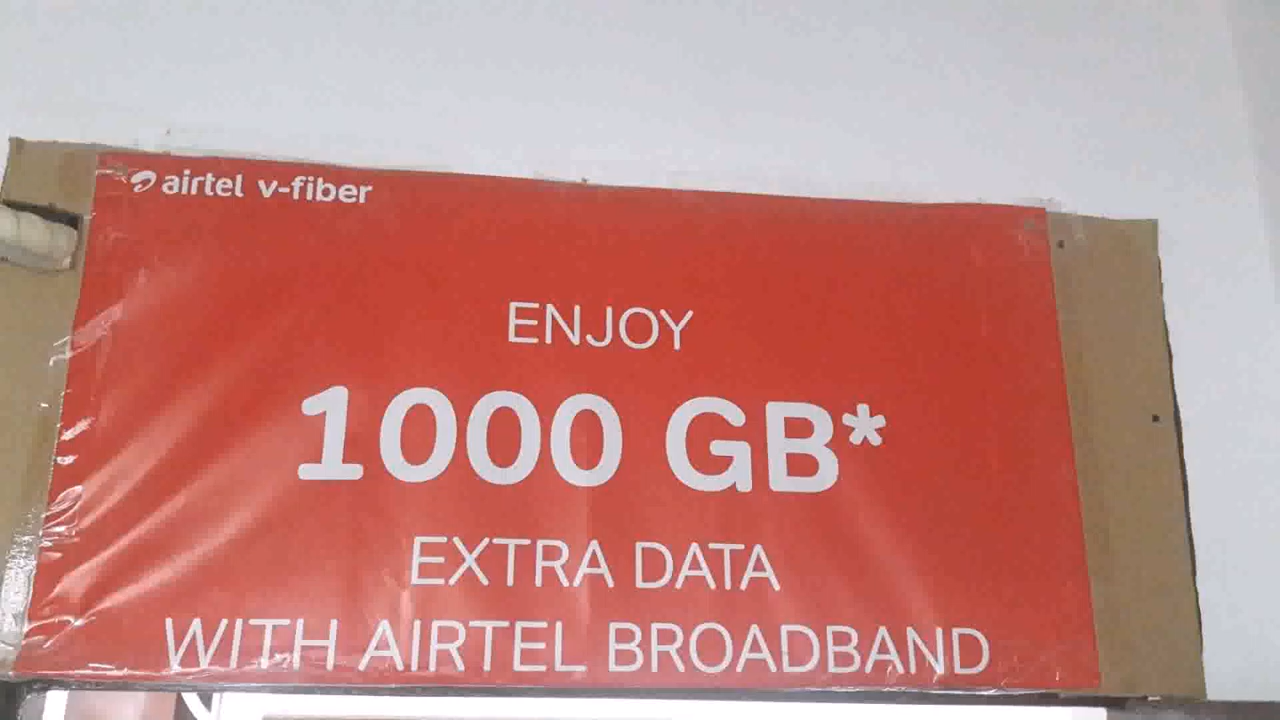 airtel v-fiber
ENJOY
1000 GB*
EXTRA DATA
WITH AIRTEL BROADBAND